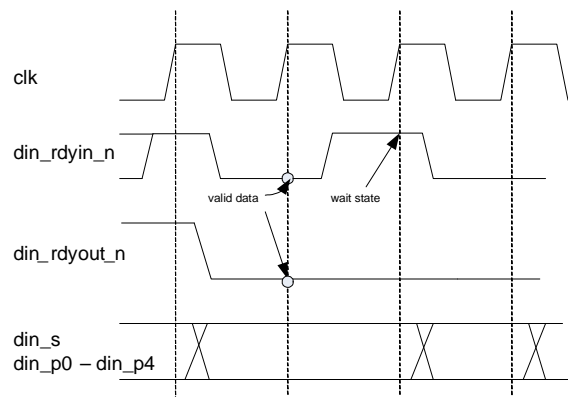 clk
din_rdyin_n
valid data
wait state
din_rdyout_n
din_s
din_p0 – din_p4